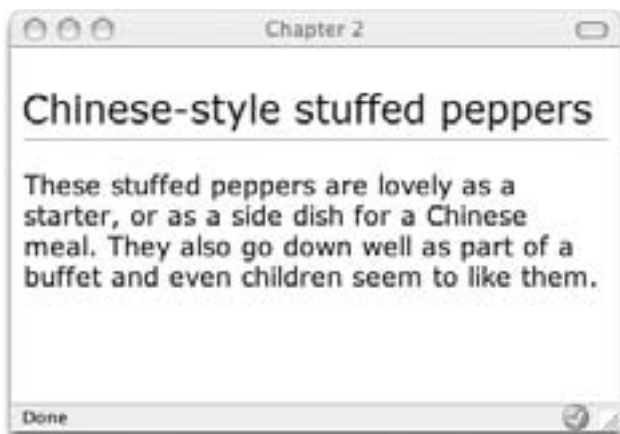 Chapter 2
Chinese-style stuffed peppers
These stuffed peppers are lovely as a
starter, or as a side dish for a Chinese
meal. They also go down well as part of a
buffet and even children seem to like them.
Done